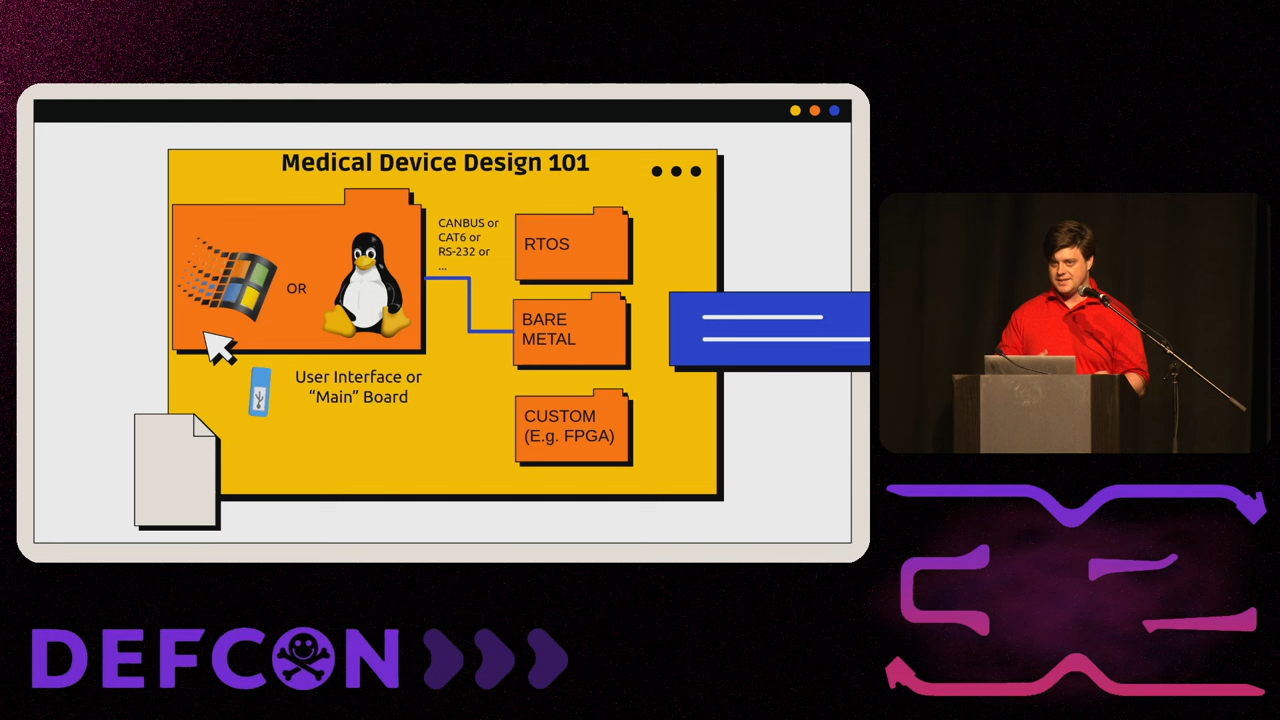 Medical Device Design 101
CANBUS or
CAT6 or
RS-232 or
...
OR
User Interface or
“Main” Board
RTOS
BARE
METAL
CUSTOM
(E.g. FPGA)
DEFCON